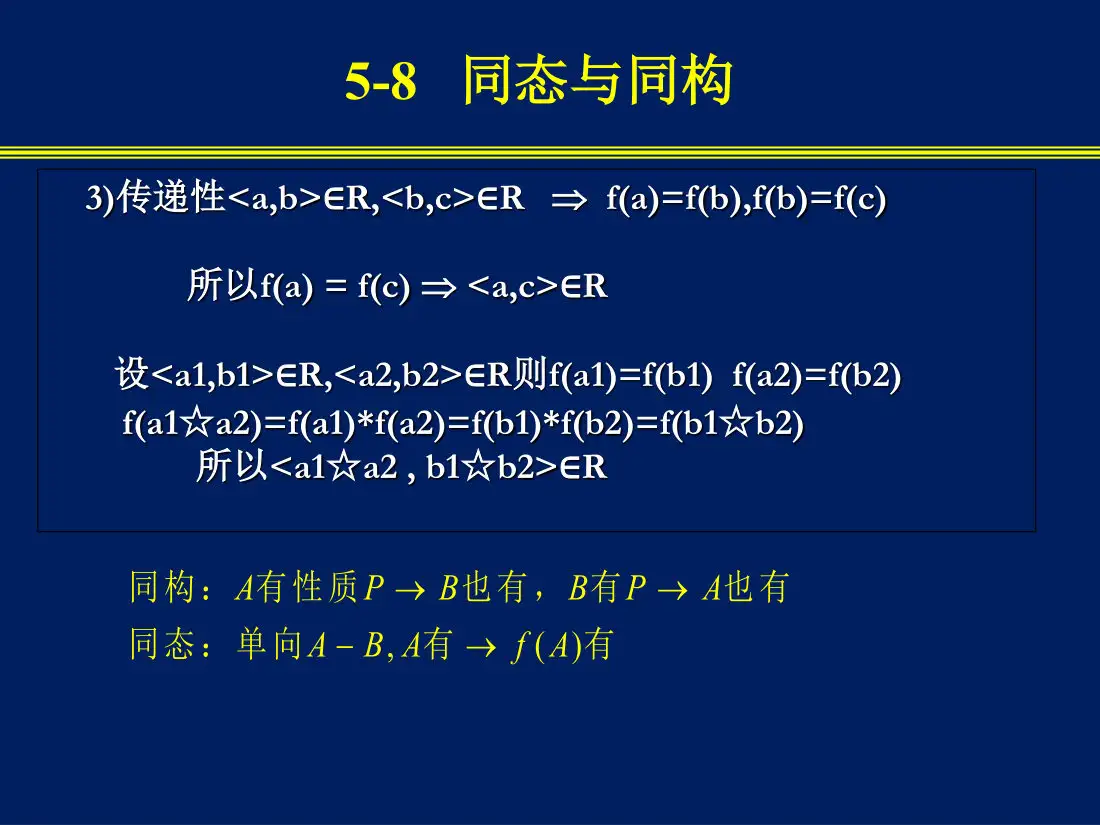 5-8 同态与同构
3)传递性<a,b>∈R,<b,c>∈R ⇒ f(a)=f(b),f(b)=f(c)
所以f(a) = f(c) ⇒ <a,c>∈R
设<a1,b1>∈R,<a2,b2>∈R则f(a1)=f(b1) f(a2)=f(b2)
f(a1☆a2)=f(a1)*f(a2)=f(b1)*f(b2)=f(b1☆b2)
所以<a1☆a2 , b1☆b2>∈R
同构：A有性质P → B也有，B有P → A也有
同态：单向A − B, A有 → f (A)有